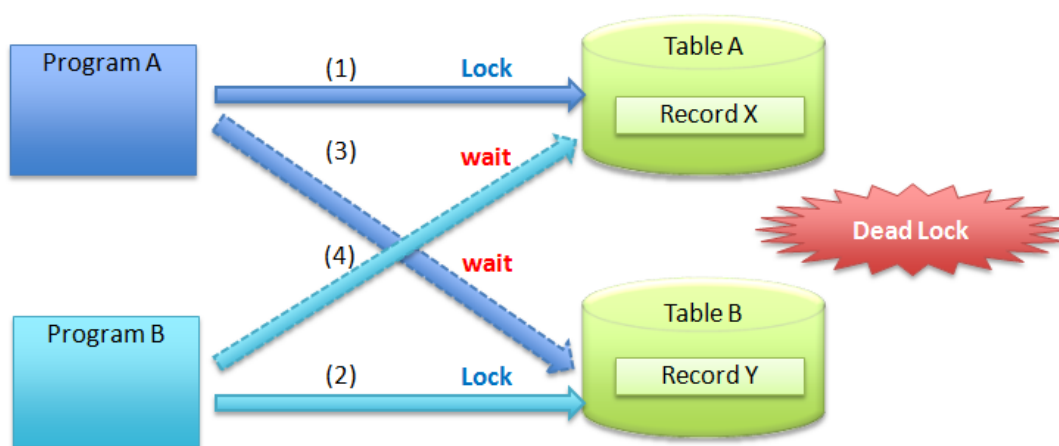 Program A
(1)
Lock
Table A
Record X
(3)
wait
Dead Lock
(4)
wait
Program B
(2)
Lock
Table B
Record Y